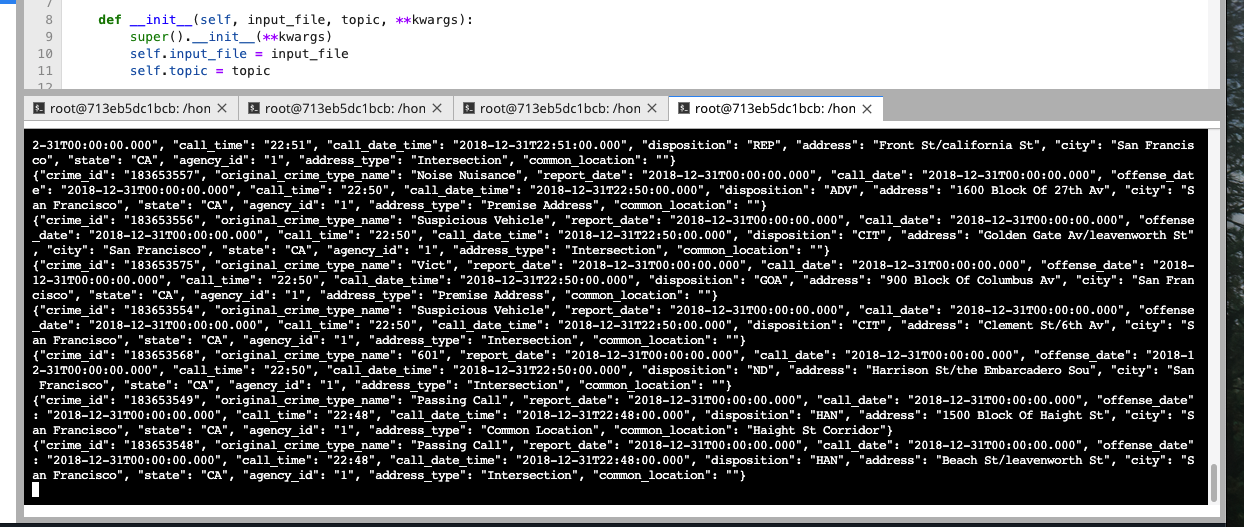 7
8 def __init__(self, input_file, topic, **kwargs):
9 super().__init__(**kwargs)
10 self.input_file = input_file
11 self.topic = topic
12
root@713eb5dc1bcb: /hon root@713eb5dc1bcb: /hon root@713eb5dc1bcb: /hon root@713eb5dc1bcb: /hon
2-31T00:00:00.000", "call_time": "22:51", "call_date_time": "2018-12-31T22:51:00.000", "disposition": "REP", "address": "Front St/california St", "city": "San Francis
co", "state": "CA", "agency_id": "1", "address_type": "Intersection", "common_location": ""}
{"crime_id": "183653557", "original_crime_type_name": "Noise Nuisance", "report_date": "2018-12-31T00:00:00.000", "call_date": "2018-12-31T00:00:00.000", "offense_dat
e": "2018-12-31T00:00:00.000", "call_time": "22:50", "call_date_time": "2018-12-31T22:50:00.000", "disposition": "ADV", "address": "1600 Block Of 27th Av", "city": "S
an Francisco", "state": "CA", "agency_id": "1", "address_type": "Premise Address", "common_location": ""}
{"crime_id": "183653556", "original_crime_type_name": "Suspicious Vehicle", "report_date": "2018-12-31T00:00:00.000", "call_date": "2018-12-31T00:00:00.000", "offense
_date": "2018-12-31T00:00:00.000", "call_time": "22:50", "call_date_time": "2018-12-31T22:50:00.000", "disposition": "CIT", "address": "Golden Gate Av/leavenworth St"
, "city": "San Francisco", "state": "CA", "agency_id": "1", "address_type": "Intersection", "common_location": ""}
{"crime_id": "183653575", "original_crime_type_name": "Vict", "report_date": "2018-12-31T00:00:00.000", "call_date": "2018-12-31T00:00:00.000", "offense_date": "2018-
12-31T00:00:00.000", "call_time": "22:50", "call_date_time": "2018-12-31T22:50:00.000", "disposition": "GOA", "address": "900 Block Of Columbus Av", "city": "San Fran
cisco", "state": "CA", "agency_id": "1", "address_type": "Premise Address", "common_location": ""}
{"crime_id": "183653554", "original_crime_type_name": "Suspicious Vehicle", "report_date": "2018-12-31T00:00:00.000", "call_date": "2018-12-31T00:00:00.000", "offense
_date": "2018-12-31T00:00:00.000", "call_time": "22:50", "call_date_time": "2018-12-31T22:50:00.000", "disposition": "CIT", "address": "Clement St/6th Av", "city": "S
an Francisco", "state": "CA", "agency_id": "1", "address_type": "Intersection", "common_location": ""}
{"crime_id": "183653568", "original_crime_type_name": "601", "report_date": "2018-12-31T00:00:00.000", "call_date": "2018-12-31T00:00:00.000", "offense_date": "2018-1
2-31T00:00:00.000", "call_time": "22:50", "call_date_time": "2018-12-31T22:50:00.000", "disposition": "ND", "address": "Harrison St/the Embarcadero Sou", "city": "San
 Francisco", "state": "CA", "agency_id": "1", "address_type": "Intersection", "common_location": ""}
{"crime_id": "183653549", "original_crime_type_name": "Passing Call", "report_date": "2018-12-31T00:00:00.000", "call_date": "2018-12-31T00:00:00.000", "offense_date"
: "2018-12-31T00:00:00.000", "call_time": "22:48", "call_date_time": "2018-12-31T22:48:00.000", "disposition": "HAN", "address": "1500 Block Of Haight St", "city": "S
an Francisco", "state": "CA", "agency_id": "1", "address_type": "Common Location", "common_location": "Haight St Corridor"}
{"crime_id": "183653548", "original_crime_type_name": "Passing Call", "report_date": "2018-12-31T00:00:00.000", "call_date": "2018-12-31T00:00:00.000", "offense_date"
: "2018-12-31T00:00:00.000", "call_time": "22:48", "call_date_time": "2018-12-31T22:48:00.000", "disposition": "HAN", "address": "Beach St/leavenworth St", "city": "S
an Francisco", "state": "CA", "agency_id": "1", "address_type": "Intersection", "common_location": ""}